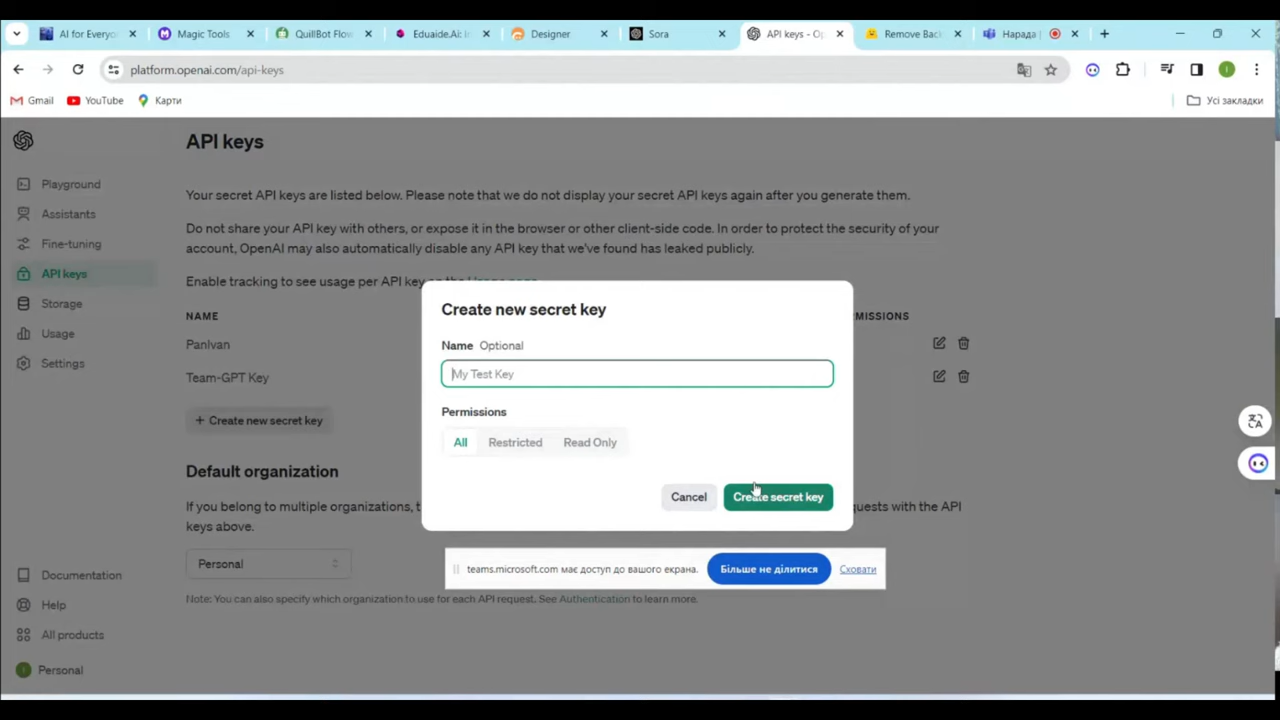 AI for Everyo
Magic Tools
QuillBot Flow
Eduaide.Ai: In
Designer
Sora
API keys - Op
Remove Back
Нарада
platform.openai.com/api-keys
Gmail
YouTube
Карти
Усі закладки
API keys
Your secret API keys are listed below. Please note that we do not display your secret API keys again after you generate them.
Playground
Assistants
Fine-tuning
API keys
Storage
Usage
Settings
Do not share your API key with others, or expose it in the browser or other client-side code. In order to protect the security of your
account, OpenAI may also automatically disable any API key that we've found has leaked publicly.
Enable tracking to see usage per API key on the Usage page.
NAME
PERMISSIONS
PanIvan
Team-GPT Key
+ Create new secret key
Create new secret key
Name Optional
My Test Key
Permissions
All Restricted Read Only
Cancel
Create secret key
Default organization
If you belong to multiple organizations, t
quests with the API
keys above.
Personal
teams.microsoft.com має доступ до вашого екрана.
Більше не ділитися
Сховати
Note: You can also specify which organization to use for each API request. See Authentication to learn more.
Documentation
Help
All products
Personal